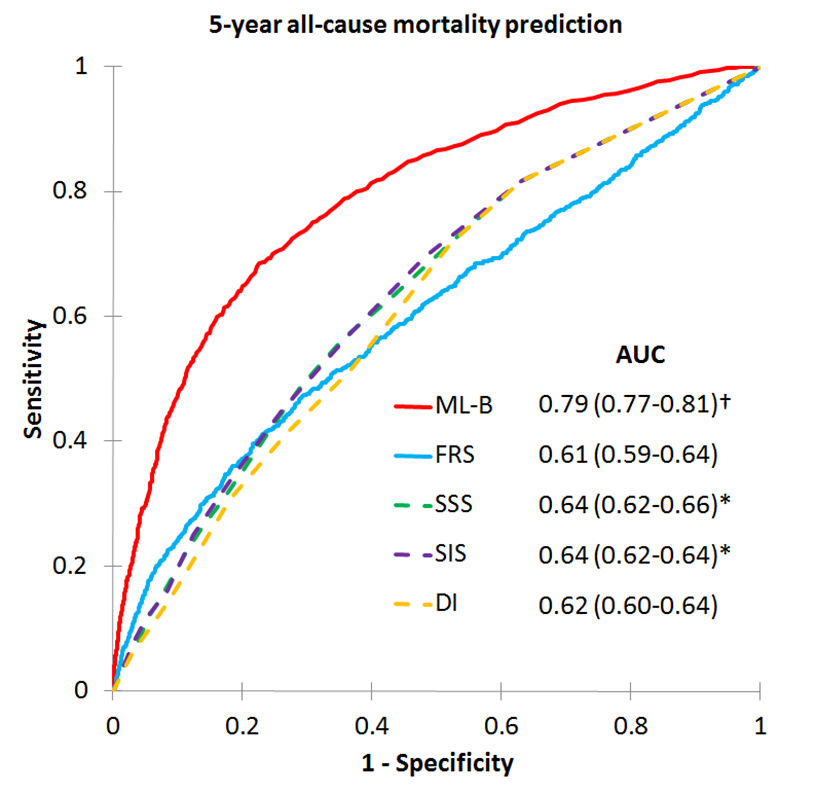 5-year all-cause mortality prediction
1
0.8
0.6
0.4
0.2
0
Sensitivity
AUC
ML-B 0.79 (0.77-0.81)†
FRS 0.61 (0.59-0.64)
SSS 0.64 (0.62-0.66)*
SIS 0.64 (0.62-0.64)*
DI 0.62 (0.60-0.64)
0 0.2 0.4 0.6 0.8 1
1 - Specificity